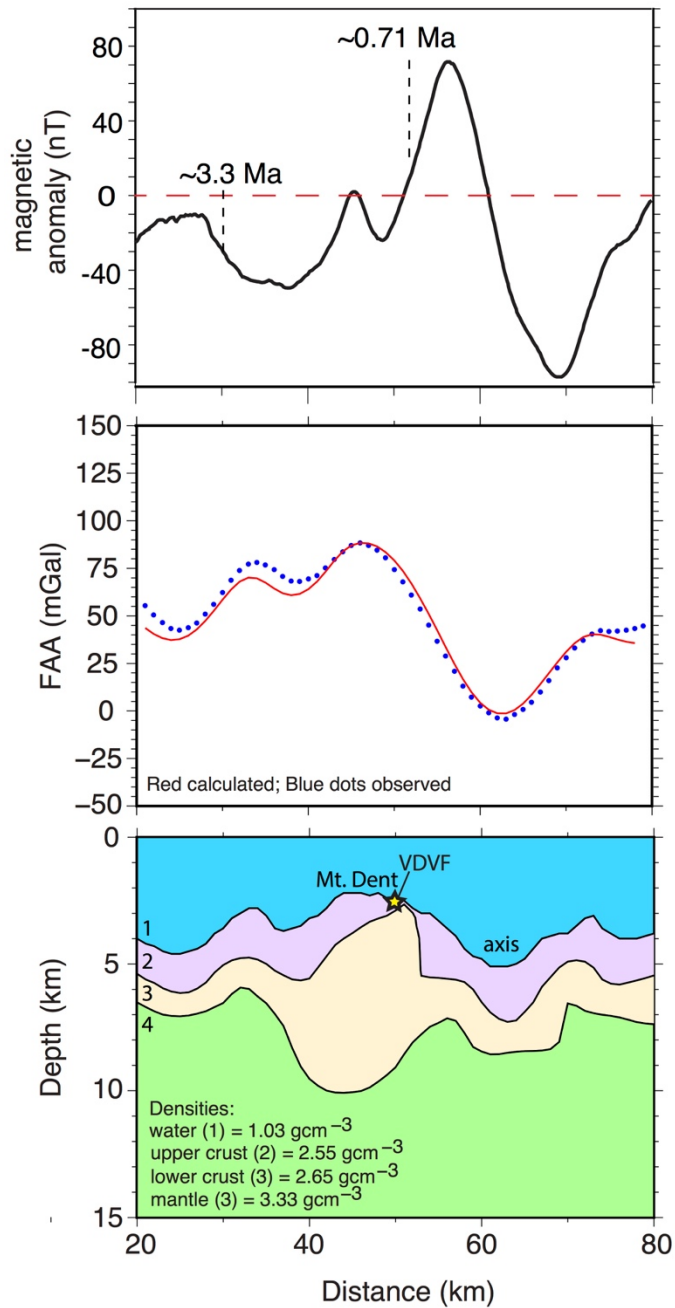 ~0.71 Ma
~3.3 Ma
80
40
0
-40
-80
magnetic
anomaly (nT)
150
125
100
75
50
25
0
−25
−50
FAA (mGal)
Red calculated; Blue dots observed
0
5
10
15
Depth (km)
VDVF
Mt. Dent
axis
1
2
3
4
Densities:
water (1) = 1.03 gcm−3
upper crust (2) = 2.55 gcm−3
lower crust (3) = 2.65 gcm−3
mantle (3) = 3.33 gcm−3
20 40 60 80
Distance (km)